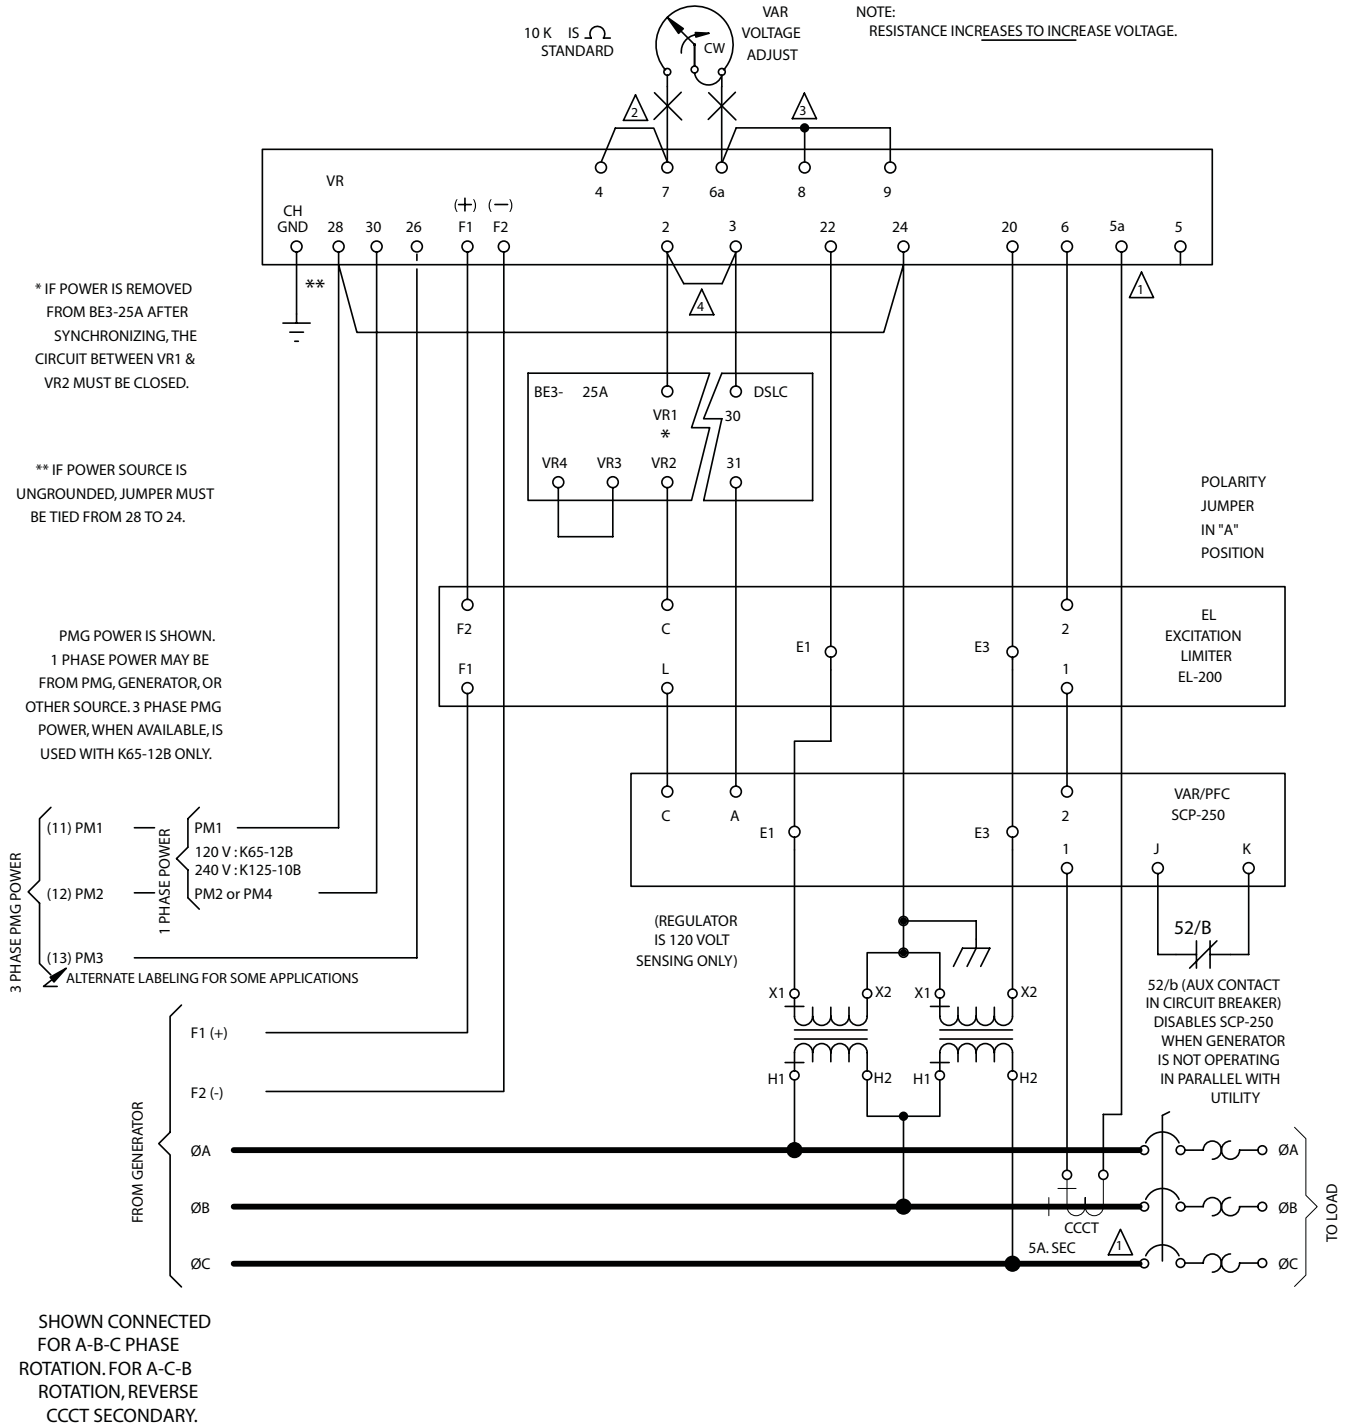 10 K IS Ω
STANDARD
VAR
VOLTAGE
ADJUST
NOTE:
RESISTANCE INCREASES TO INCREASE VOLTAGE.
CW
2
3
VR
4
7
6a
8
9
CH
GND
28
30
26
(+)
F1
(—)
F2
2
3
22
24
20
6
5a
5
**
4
1
* IF POWER IS REMOVED
FROM BE3-25A AFTER
SYNCHRONIZING, THE
CIRCUIT BETWEEN VR1 &
VR2 MUST BE CLOSED.
BE3- 25A
VR1
*
30
DSLC
VR4
VR3
VR2
31
** IF POWER SOURCE IS
UNGROUNDED, JUMPER MUST
BE TIED FROM 28 TO 24.
POLARITY
JUMPER
IN "A"
POSITION
F2
C
E1
E3
2
F1
L
1
EL
EXCITATION
LIMITER
EL-200
PMG POWER IS SHOWN.
1 PHASE POWER MAY BE
FROM PMG, GENERATOR, OR
OTHER SOURCE. 3 PHASE PMG
POWER, WHEN AVAILABLE, IS
USED WITH K65-12B ONLY.
C
A
E1
E3
2
1
VAR/PFC
SCP-250
J
K
3 PHASE PMG POWER
(11) PM1
(12) PM2
(13) PM3
1 PHASE POWER
PM1
120 V : K65-12B
240 V : K125-10B
PM2 or PM4
ALTERNATE LABELING FOR SOME APPLICATIONS
(REGULATOR
IS 120 VOLT
SENSING ONLY)
52/B
52/b (AUX CONTACT
IN CIRCUIT BREAKER)
DISABLES SCP-250
WHEN GENERATOR
IS NOT OPERATING
IN PARALLEL WITH
UTILITY
X1
X2
X1
X2
H1
H2
H1
H2
FROM GENERATOR
F1 (+)
F2 (-)
ØA
ØB
ØC
CCCT
5A. SEC
1
ØA
ØB
ØC
TO LOAD
SHOWN CONNECTED
FOR A-B-C PHASE
ROTATION. FOR A-C-B
ROTATION, REVERSE
CCCT SECONDARY.